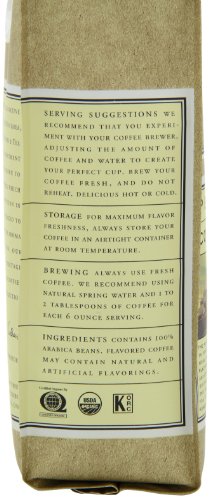 SERVING SUGGESTIONS WE
RECOMMEND THAT YOU EXPERI-
MENT WITH YOUR COFFEE BREWER,
ADJUSTING THE AMOUNT OF
COFFEE AND WATER TO CREATE
YOUR PERFECT CUP. BREW YOUR
COFFEE FRESH, AND DO NOT
REHEAT. DELICIOUS HOT OR COLD.
STORAGE FOR MAXIMUM FLAVOR
FRESHNESS, ALWAYS STORE YOUR
COFFEE IN AN AIRTIGHT CONTAINER
AT ROOM TEMPERATURE.
BREWING ALWAYS USE FRESH
COFFEE. WE RECOMMEND USING
NATURAL SPRING WATER AND 1 TO
2 TABLESPOONS OF COFFEE FOR
EACH 6 OUNCE SERVING.
INGREDIENTS CONTAINS 100%
ARABICA BEANS. FLAVORED COFFEE
MAY CONTAIN NATURAL AND
ARTIFICIAL FLAVORINGS.
USDA
ORGANIC
K
ORC